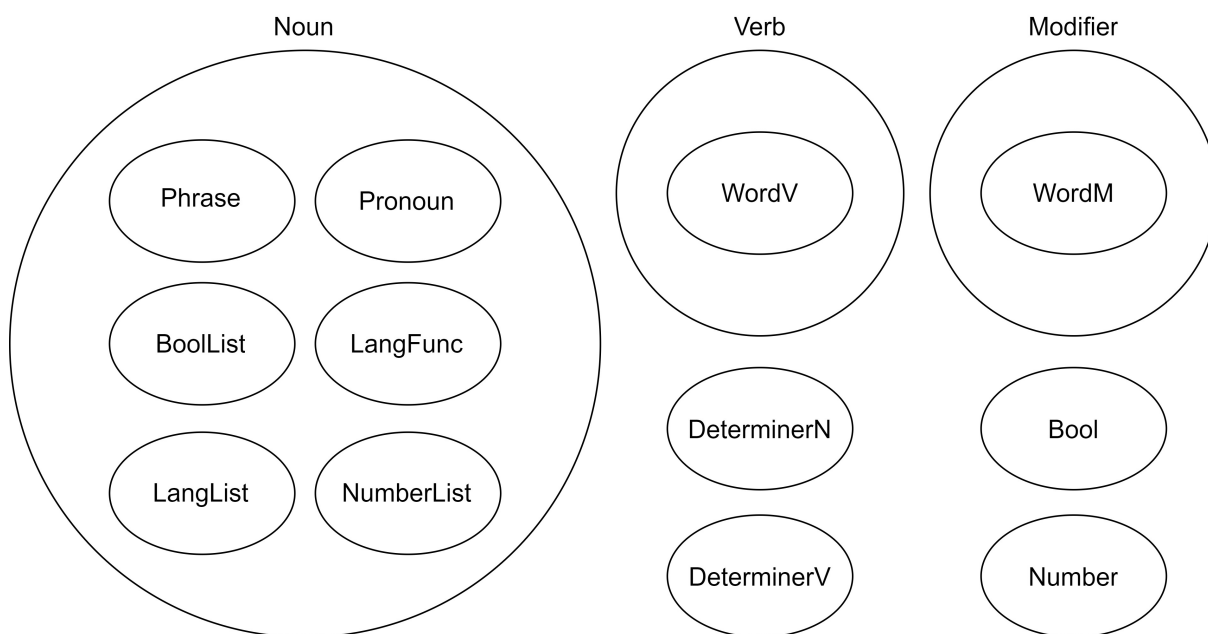 Noun
Verb
Modifier
Phrase
Pronoun
WordV
WordM
BoolList
LangFunc
DeterminerN
Bool
LangList
NumberList
DeterminerV
Number